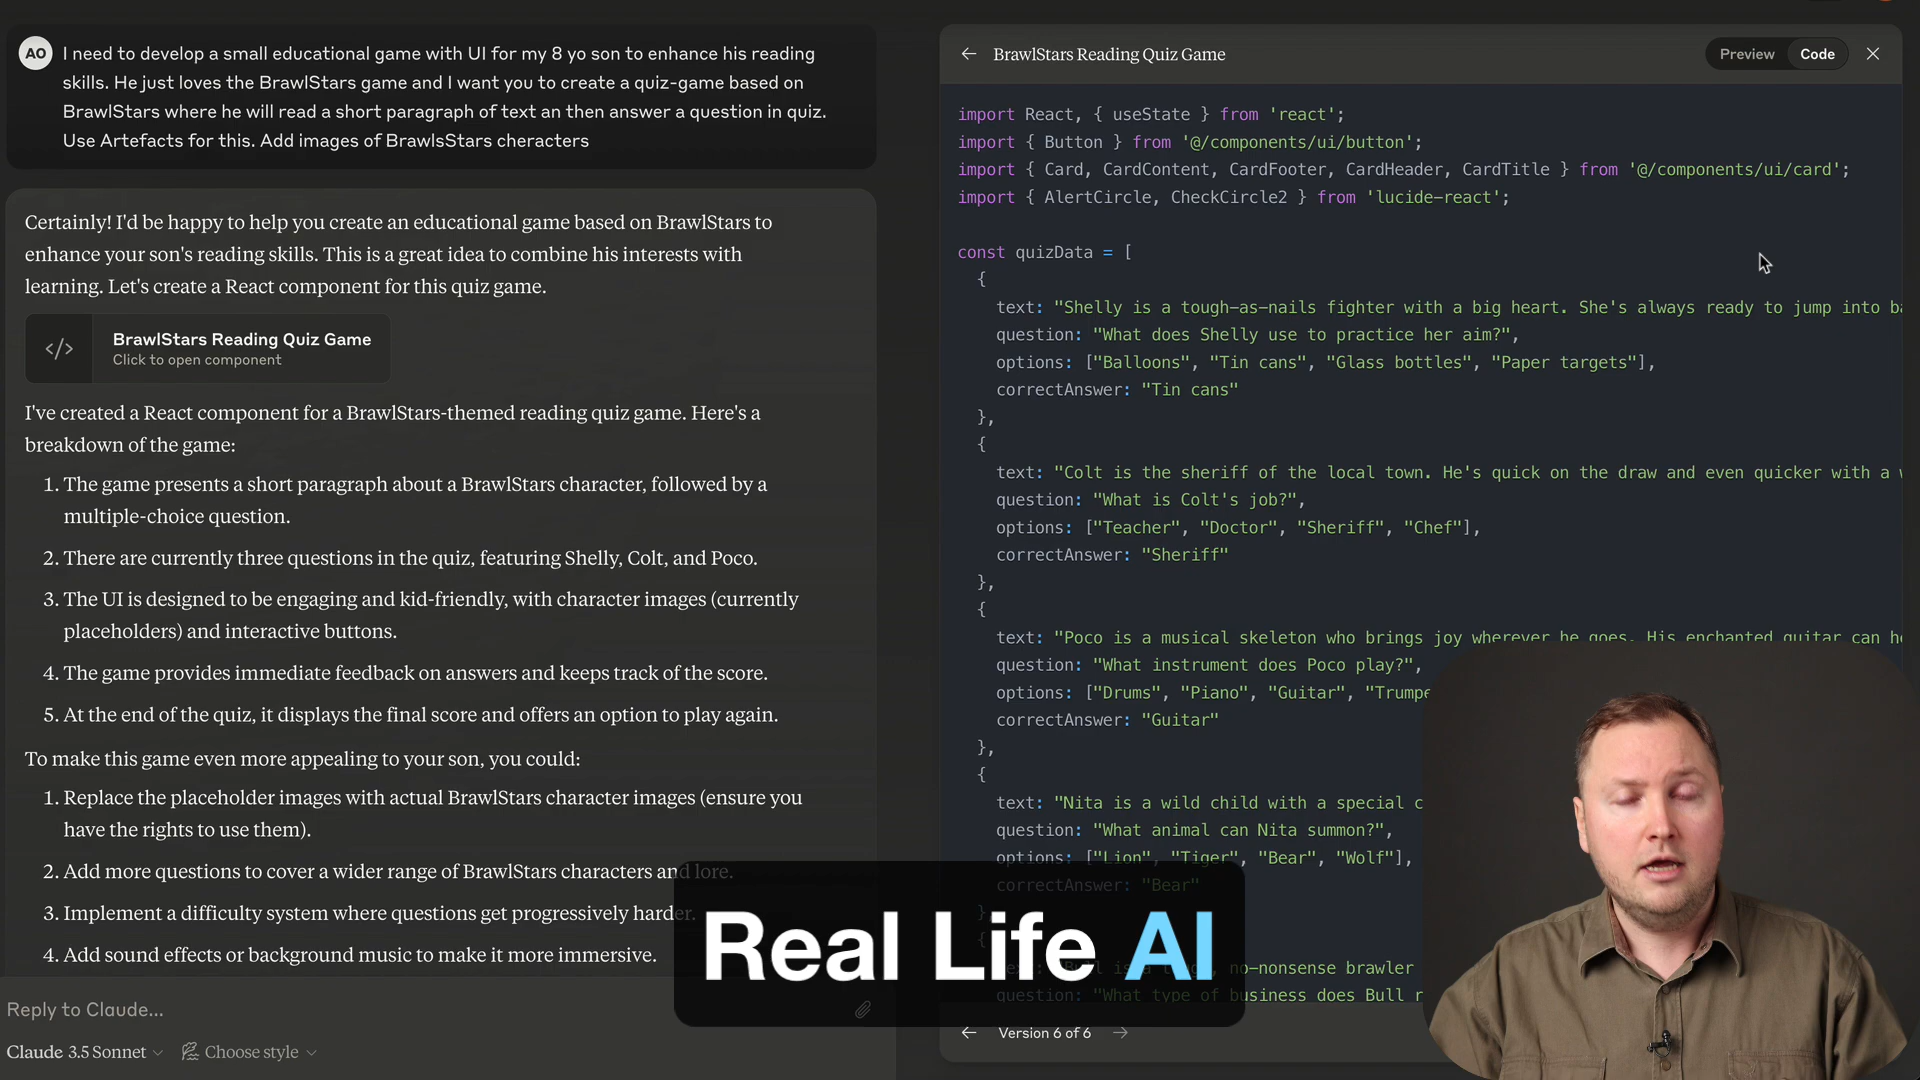 AO
I need to develop a small educational game with UI for my 8 yo son to enhance his reading
skills. He just loves the BrawlStars game and I want you to create a quiz-game based on
BrawlStars where he will read a short paragraph of text an then answer a question in quiz.
Use Artefacts for this. Add images of BrawlsStars cheracters
Certainly! I'd be happy to help you create an educational game based on BrawlStars to
enhance your son's reading skills. This is a great idea to combine his interests with
learning. Let's create a React component for this quiz game.
</>
BrawlStars Reading Quiz Game
Click to open component
I've created a React component for a BrawlStars-themed reading quiz game. Here's a
breakdown of the game:
1. The game presents a short paragraph about a BrawlStars character, followed by a
multiple-choice question.
2. There are currently three questions in the quiz, featuring Shelly, Colt, and Poco.
3. The UI is designed to be engaging and kid-friendly, with character images (currently
placeholders) and interactive buttons.
4. The game provides immediate feedback on answers and keeps track of the score.
5. At the end of the quiz, it displays the final score and offers an option to play again.
To make this game even more appealing to your son, you could:
1. Replace the placeholder images with actual BrawlStars character images (ensure you
have the rights to use them).
2. Add more questions to cover a wider range of BrawlStars characters and lore.
3. Implement a difficulty system where questions get progressively harder.
4. Add sound effects or background music to make it more immersive.
Reply to Claude...
Claude 3.5 Sonnet
Choose style
BrawlStars Reading Quiz Game
Preview
Code
import React, { useState } from 'react';
import { Button } from '@/components/ui/button';
import { Card, CardContent, CardFooter, CardHeader, CardTitle } from '@/components/ui/card';
import { AlertCircle, CheckCircle2 } from 'lucide-react';
const quizData = [
{
text: "Shelly is a tough-as-nails fighter with a big heart. She's always ready to jump into
question: "What does Shelly use to practice her aim?",
options: ["Balloons", "Tin cans", "Glass bottles", "Paper targets"],
correctAnswer: "Tin cans"
},
{
text: "Colt is the sheriff of the local town. He's quick on the draw and even quicker with a
question: "What is Colt's job?",
options: ["Teacher", "Doctor", "Sheriff", "Chef"],
correctAnswer: "Sheriff"
},
{
text: "Poco is a musical skeleton who brings joy wherever he goes. His enchanted guitar can
question: "What instrument does Poco play?",
options: ["Drums", "Piano", "Guitar", "Trumpe
correctAnswer: "Guitar"
},
{
text: "Nita is a wild child with a special
question: "What animal can Nita summon?",
options: ["Lion", "Tiger", "Bear", "Wolf"],
correctAnswer: "Bear"
no-nonsense brawler
question: "What type of business does Bull
Version 6 of 6
Real Life AI